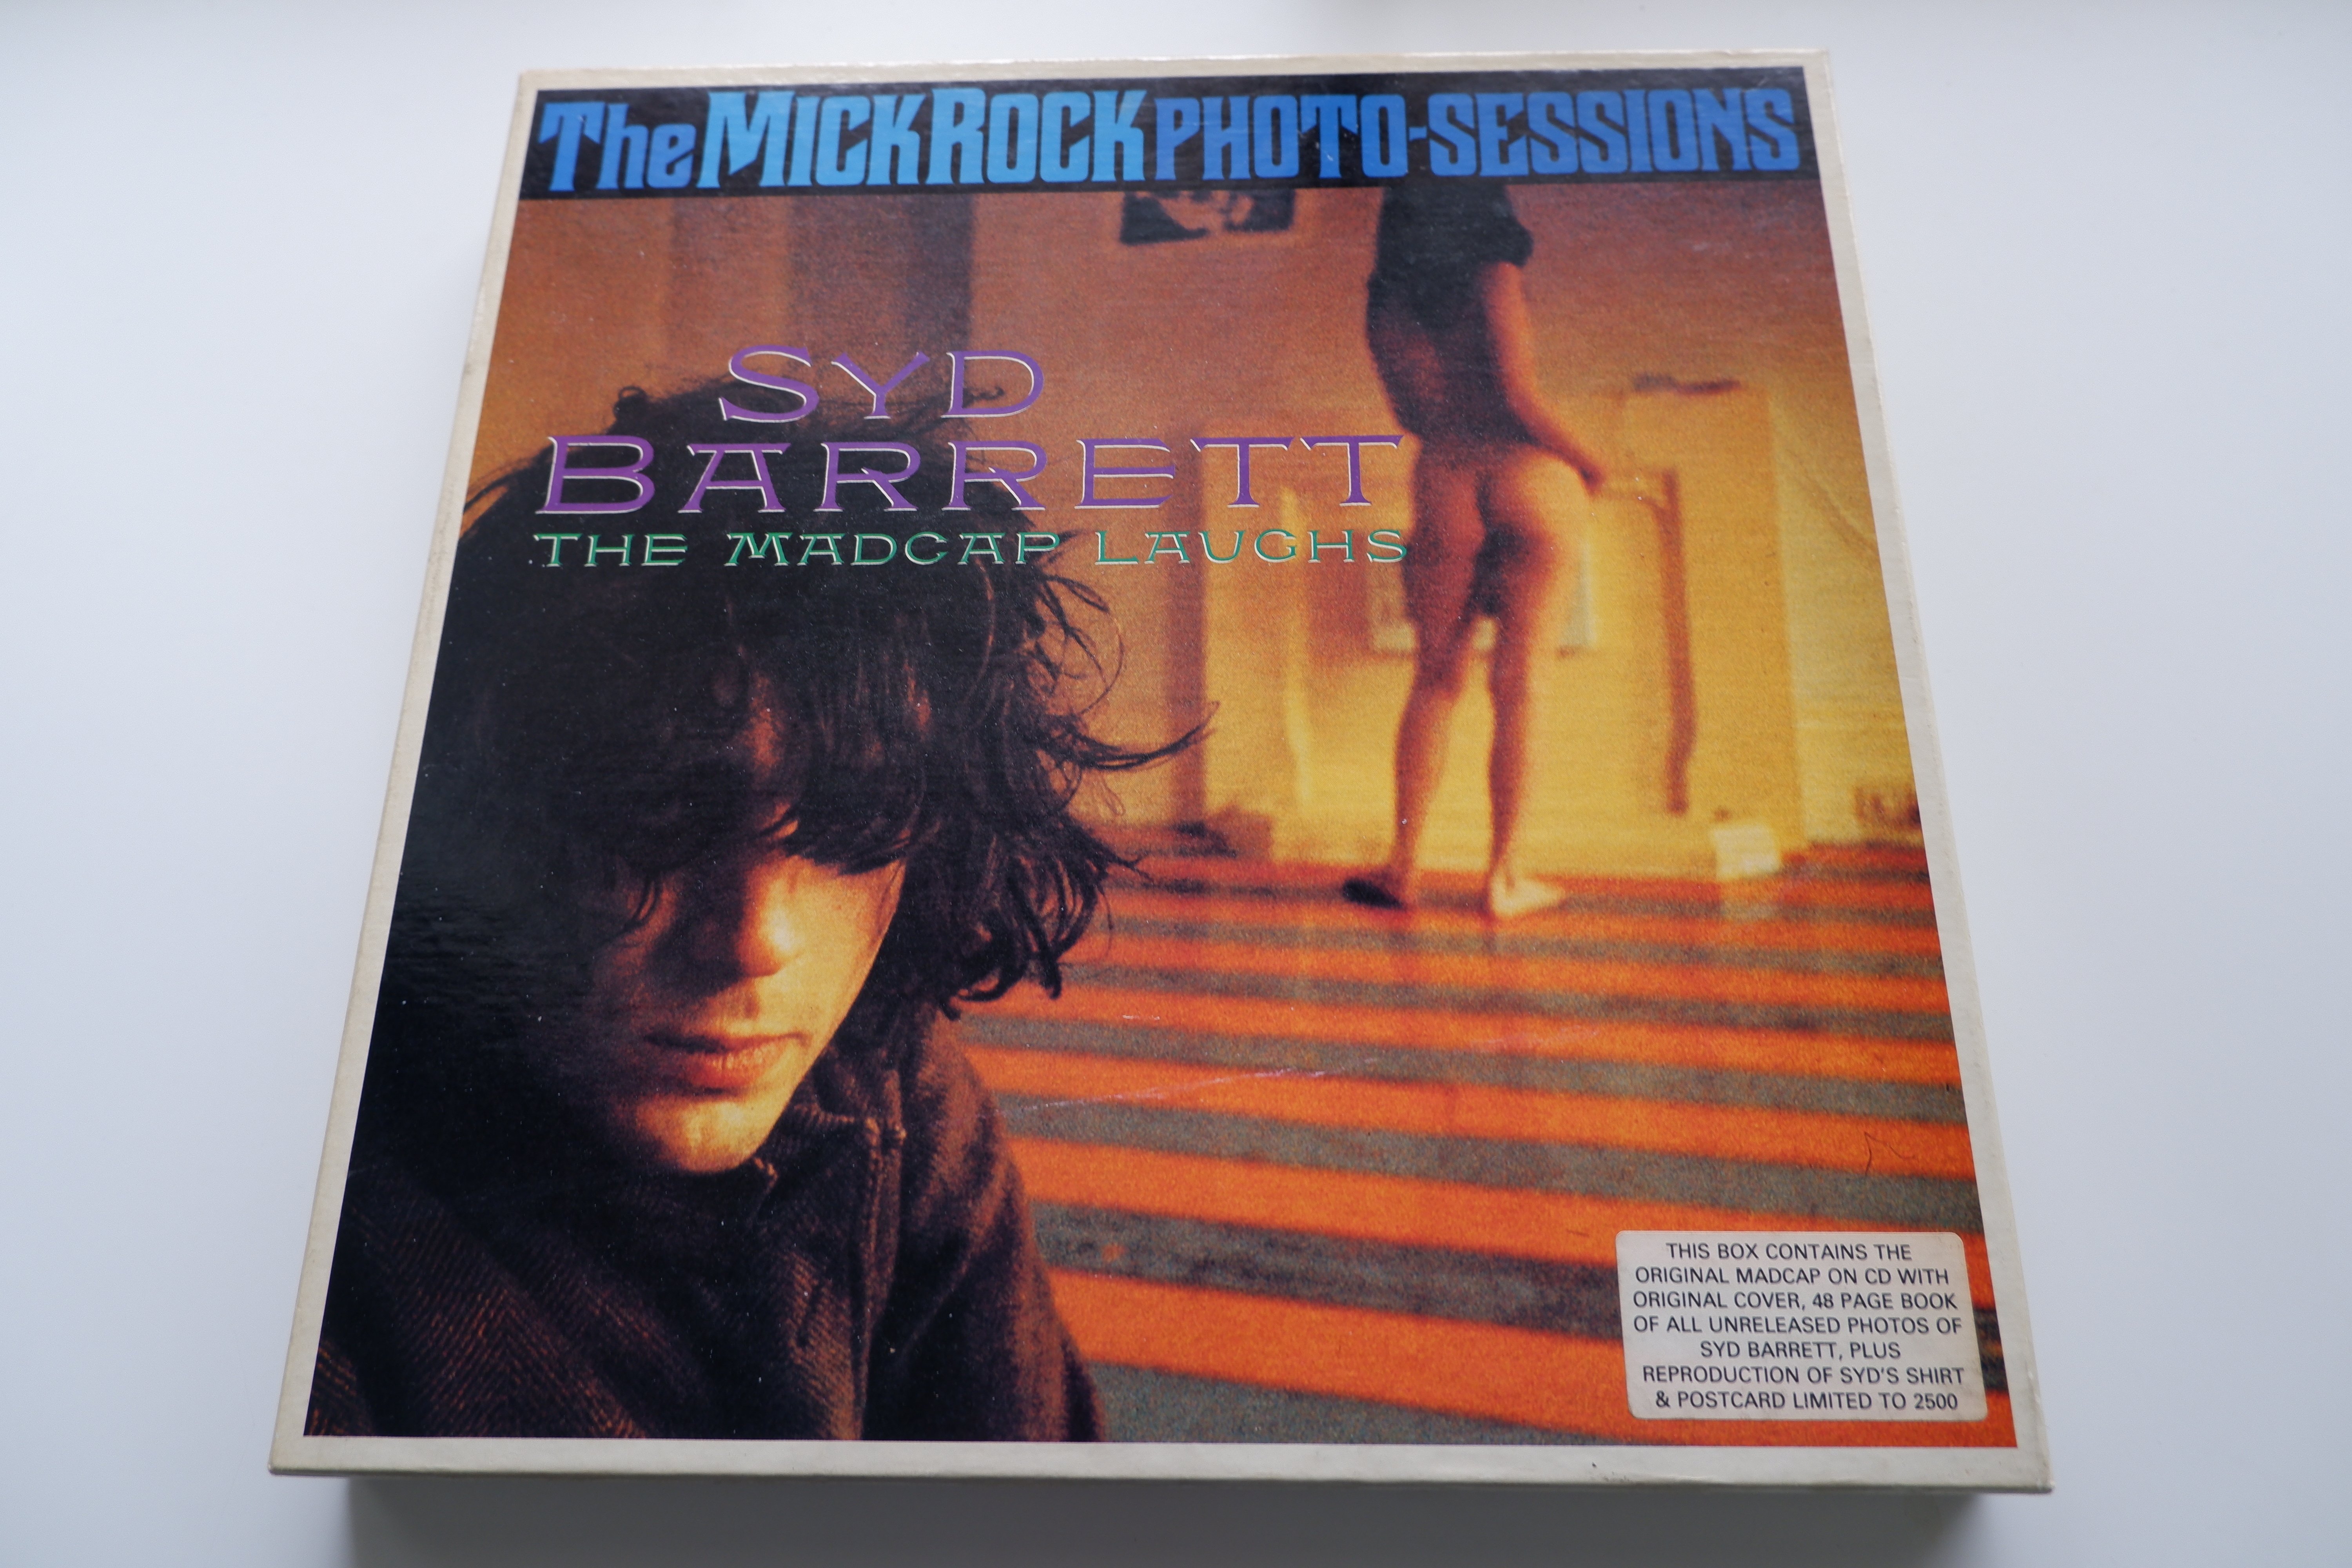 The MICK ROCK PHOTO-SESSIONS
SYD
BARRETT
THE MADCAP LAUGHS
THIS BOX CONTAINS THE
ORIGINAL MADCAP ON CD WITH
ORIGINAL COVER, 48 PAGE BOOK
OF ALL UNRELEASED PHOTOS OF
SYD BARRETT, PLUS
REPRODUCTION OF SYD'S SHIRT
& POSTCARD LIMITED TO 2500